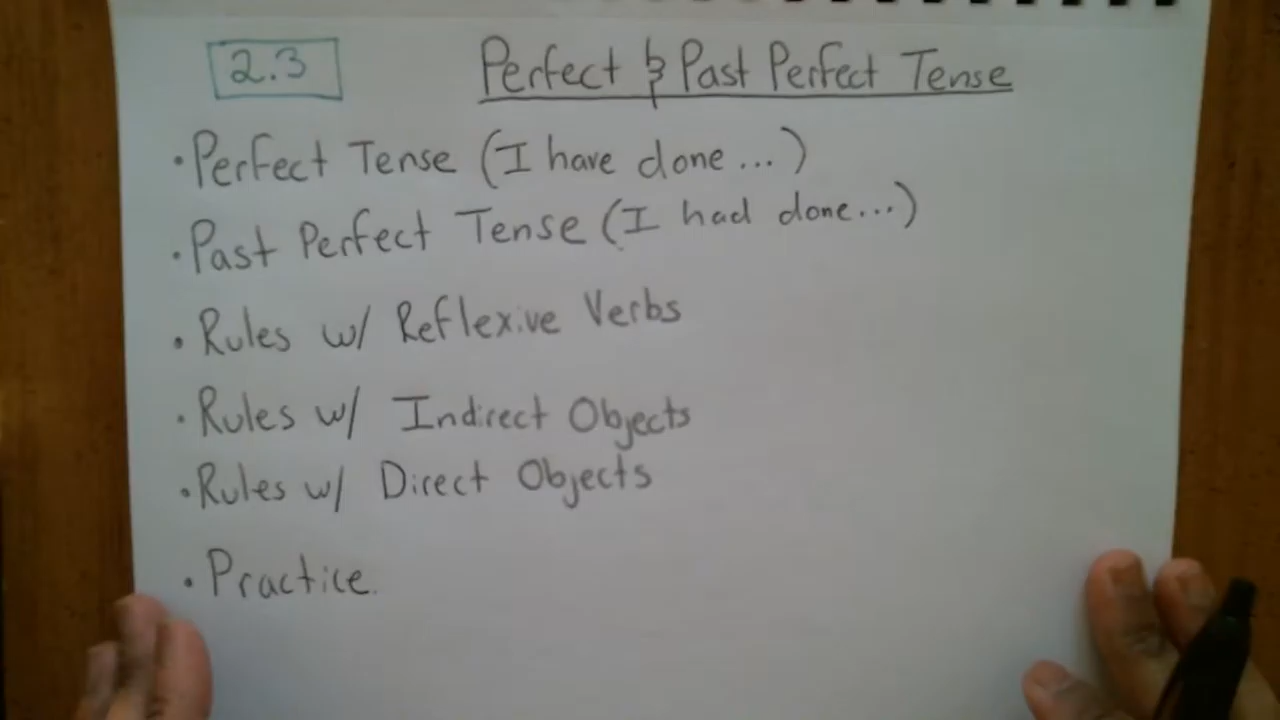 2.3 Perfect & Past Perfect Tense
• Perfect Tense (I have done...)
• Past Perfect Tense (I had done...)
• Rules w/ Reflexive Verbs
• Rules w/ Indirect Objects
• Rules w/ Direct Objects
• Practice.